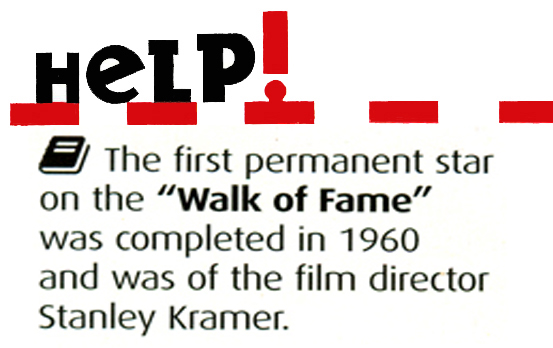 HeLP!
The first permanent star
on the “Walk of Fame”
was completed in 1960
and was of the film director
Stanley Kramer.